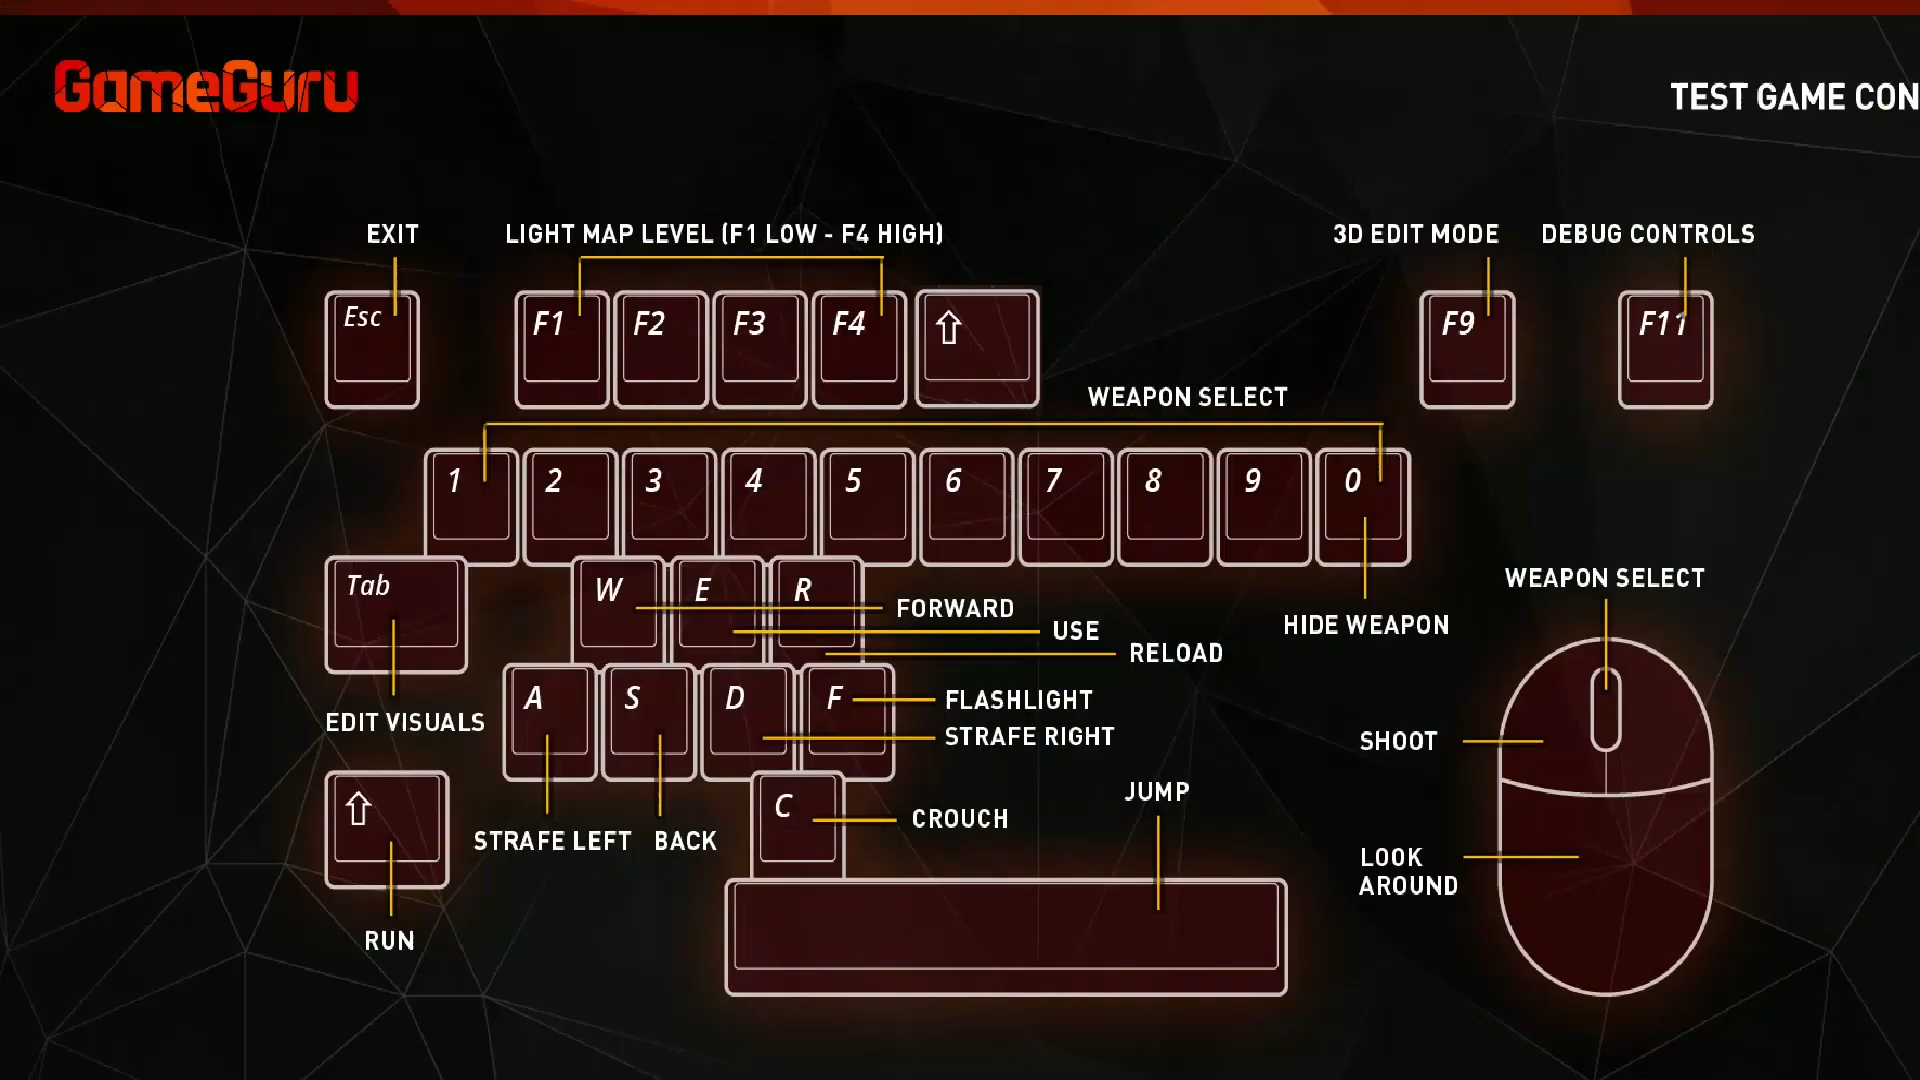 GameGuru
TEST GAME CON
EXIT
LIGHT MAP LEVEL (F1 LOW - F4 HIGH)
3D EDIT MODE
DEBUG CONTROLS
Esc
F1
F2
F3
F4
F9
F11
WEAPON SELECT
1
2
3
4
5
6
7
8
9
0
Tab
W
E
R
FORWARD
USE
RELOAD
HIDE WEAPON
WEAPON SELECT
A
S
D
F
FLASHLIGHT
STRAFE RIGHT
EDIT VISUALS
SHOOT
C
CROUCH
JUMP
STRAFE LEFT
BACK
LOOK
AROUND
RUN